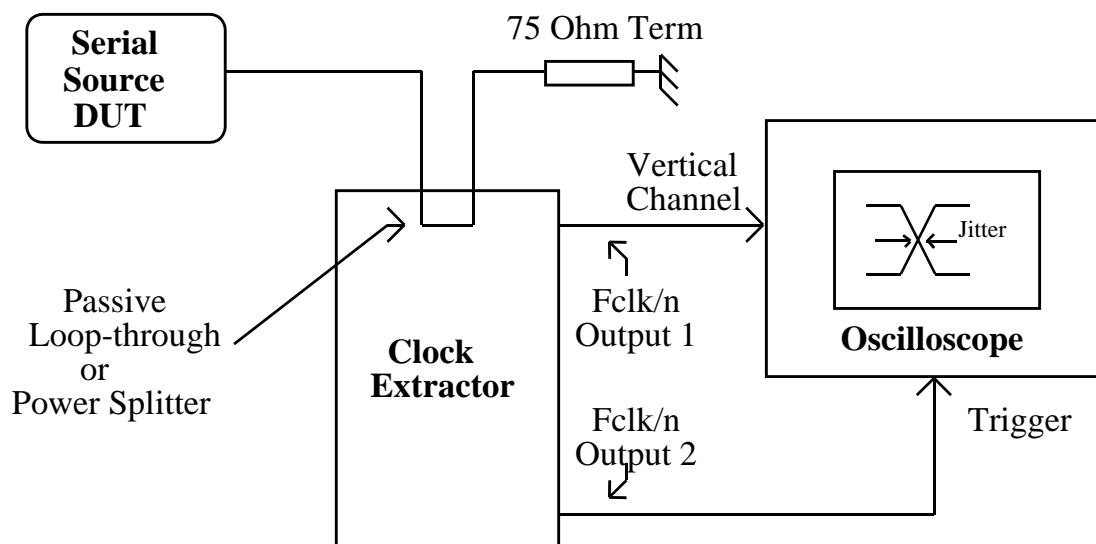 Serial
Source
DUT
75 Ohm Term
Vertical
Channel
Jitter
Passive
Loop-through
or
Power Splitter
Clock
Extractor
Fclk/n
Output 1
Oscilloscope
Fclk/n
Output 2
Trigger